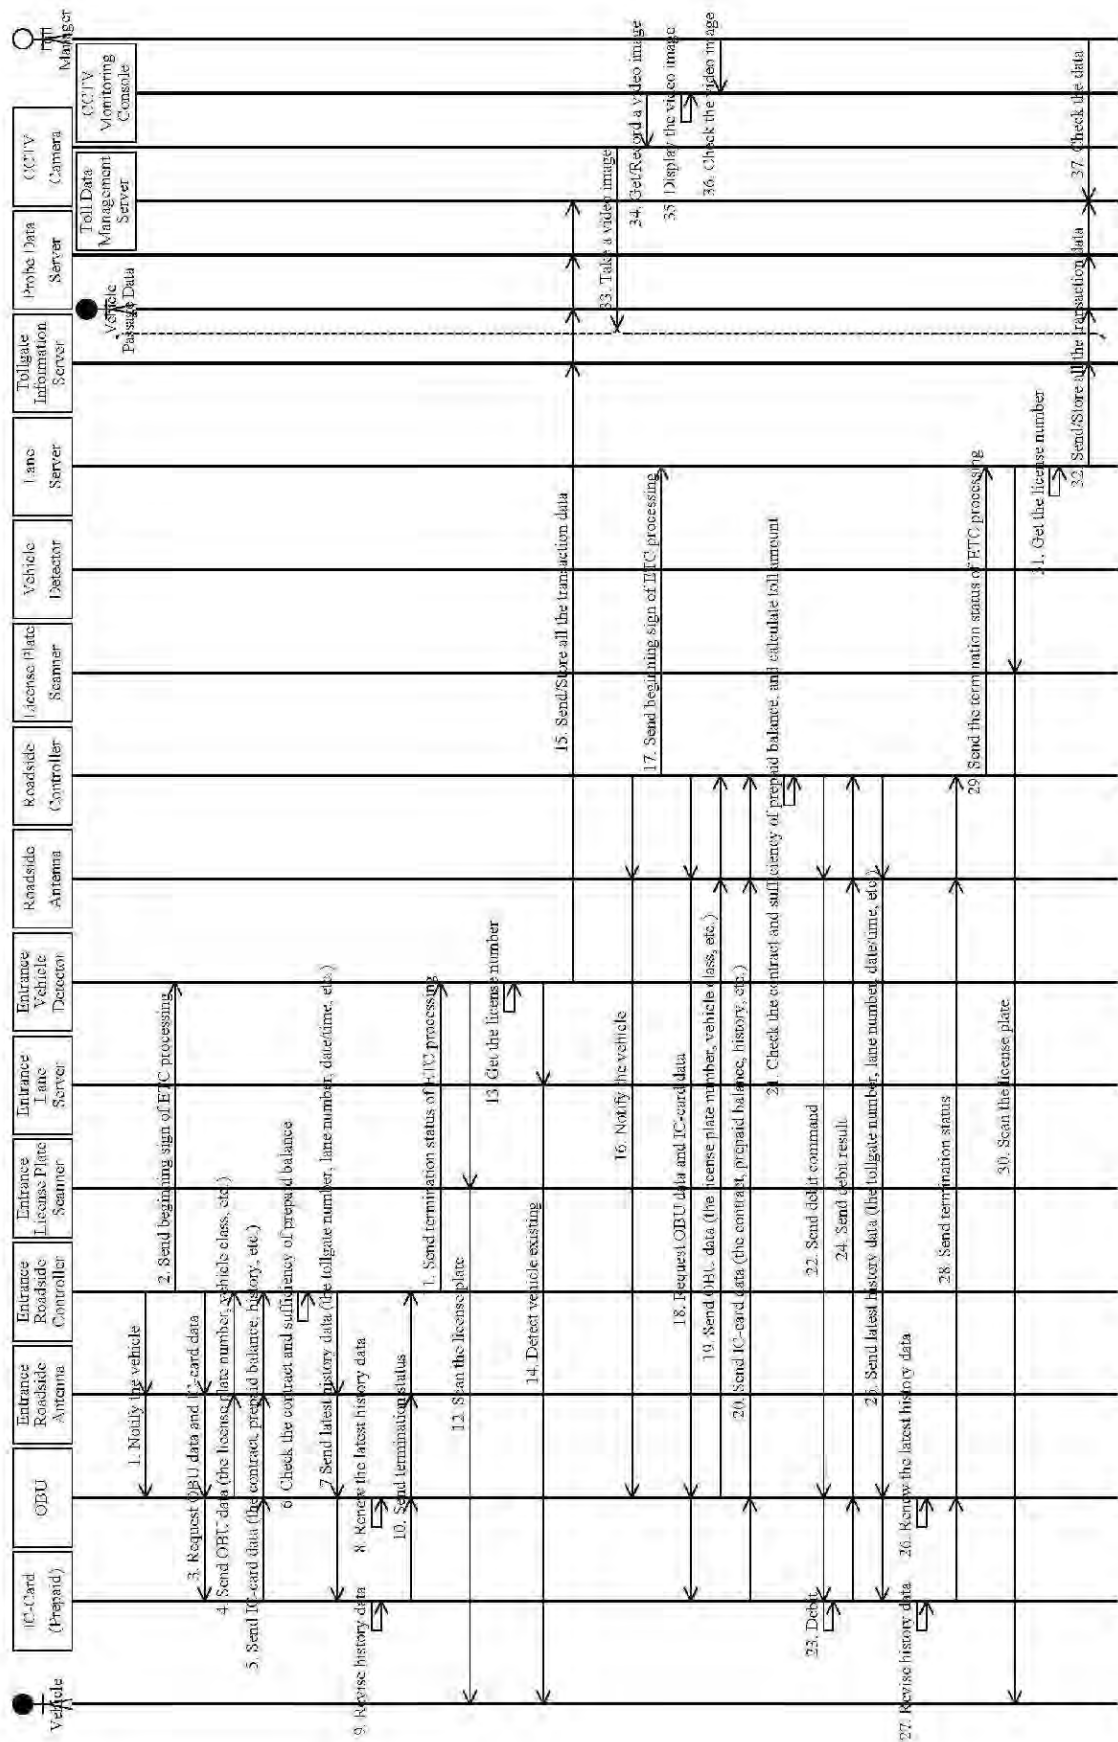 Vehicle
IC-Card
(Prepaid)
OBU
Entrance
Roadside
Antenna
Entrance
Roadside
Controller
Entrance
License Plate
Scanner
Entrance
Lane
Server
Entrance
Vehicle
Detector
Roadside
Antenna
Roadside
Controller
License Plate
Scanner
Vehicle
Detector
Lane
Server
Tollgate
Information
Server
Vehicle
Passage Data
Probe Data
Server
Toll Data
Management
Server
CCTV
Camera
CCTV
Monitoring
Console
Toll
Manager
1. Notify the vehicle
2. Send beginning sign of ETC processing
3. Request OBU data and IC-card data
4. Send OBU data (the license plate number, vehicle class, etc.)
5. Send IC-card data (the contract, prepaid balance, history, etc.)
6. Check the contract and sufficiency of prepaid balance
7 Send latest history data (the tollgate number, lane number, date/time, etc.)
8. Renew the latest history data
9. Revise history data
10. Send termination status
1. Send termination status of ETC processing
12. Scan the license plate
13. Get the license number
14. Detect vehicle existing
15. Send/Store all the transaction data
16. Notify the vehicle
17. Send beginning sign of ETC processing
18. Request OBU data and IC-card data
19. Send OBU data (the license plate number, vehicle class, etc.)
20. Send IC-card data (the contract, prepaid balance, history, etc.)
21. Check the contract and sufficiency of prepaid balance, and calculate toll amount
22. Send debit command
23. Debit
24. Send debit result
25. Send latest history data (the tollgate number, lane number, date/time, etc.)
26. Renew the latest history data
27. Revise history data
28. Send termination status
29. Send the termination status of ETC processing
30. Scan the license plate
31. Get the license number
32. Send/Store all the transaction data
33. Take a video image
34. Get/Record a video image
35. Display the video image
36. Check the video image
37. Check the data